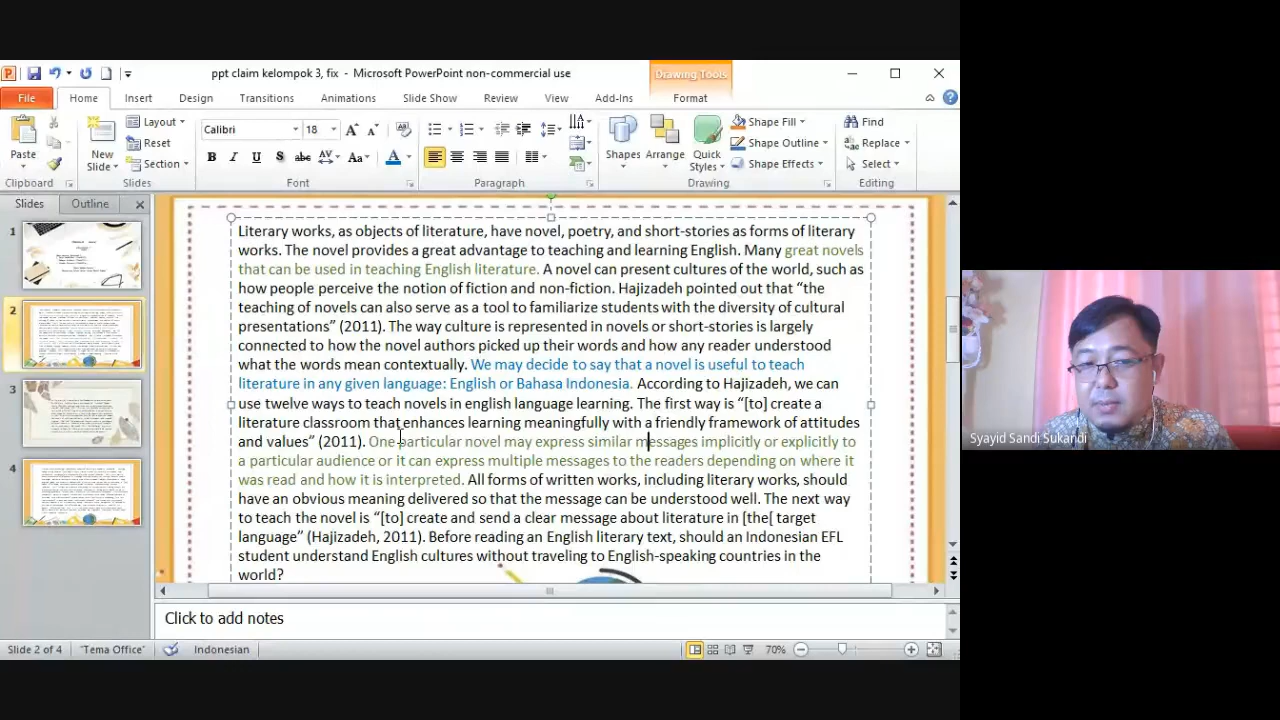 ppt claim kelompok 3, fix - Microsoft PowerPoint non-commercial use
Drawing Tools
File Home Insert Design Transitions Animations Slide Show Review View Add-Ins Format
Paste
Clipboard
New
Slide
Layout
Reset
Section
Slides
Calibri 18
Font
Paragraph
Shapes
Arrange
Quick
Styles
Shape Fill
Shape Outline
Shape Effects
Drawing
Find
Replace
Select
Editing
Slides Outline
1
2
3
4
Literary works, as objects of literature, have novel, poetry, and short-stories as forms of literary
works. The novel provides a great advantage to teaching and learning English. Many great novels
that can be used in teaching English literature. A novel can present cultures of the world, such as
how people perceive the notion of fiction and non-fiction. Hajizadeh pointed out that “the
teaching of novels can also serve as a tool to familiarize students with the diversity of cultural
presentations” (2011). The way culture is represented in novels or short-stories is largely
connected to how the novel authors picked up their words and how any reader understood
what the words mean contextually. We may decide to say that a novel is useful to teach
literature in any given language: English or Bahasa Indonesia. According to Hajizadeh, we can
use twelve ways to teach novels in english language learning. The first way is “[to] create a
literature classroom that enhances learning meaningfully with a friendly framework of attitudes
and values” (2011). One particular novel may express similar messages implicitly or explicitly to
a particular audience or it can express multiple messages to the readers depending on where it
was read and how it is interpreted. All forms of written works, including literary works, should
have an obvious meaning delivered so that the message can be understood well. The next way
to teach the novel is “[to] create and send a clear message about literature in [the[ target
language” (Hajizadeh, 2011). Before reading an English literary text, should an Indonesian EFL
student understand English cultures without traveling to English-speaking countries in the
world?
Click to add notes
Slide 2 of 4 "Tema Office" Indonesian 70%
Syayid Sandi Sukandi